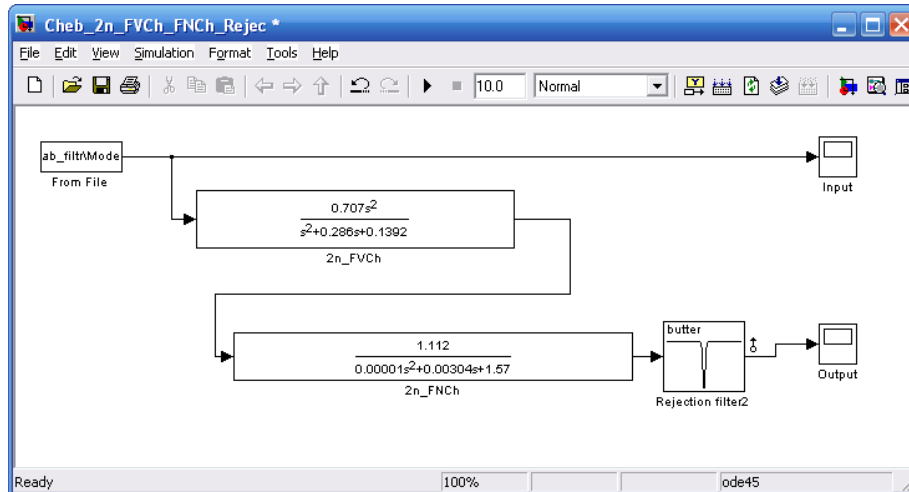 Cheb_2n_FVCh_FNCh_Rejec *
File Edit View Simulation Format Tools Help
10.0 Normal
ab_filtr\Mode
From File
Input
0.707s²
s²+0.286s+0.1392
2n_FVCh
1.112
0.00001s²+0.00304s+1.57
2n_FNCh
butter
Rejection filter2
Output
Ready 100% ode45